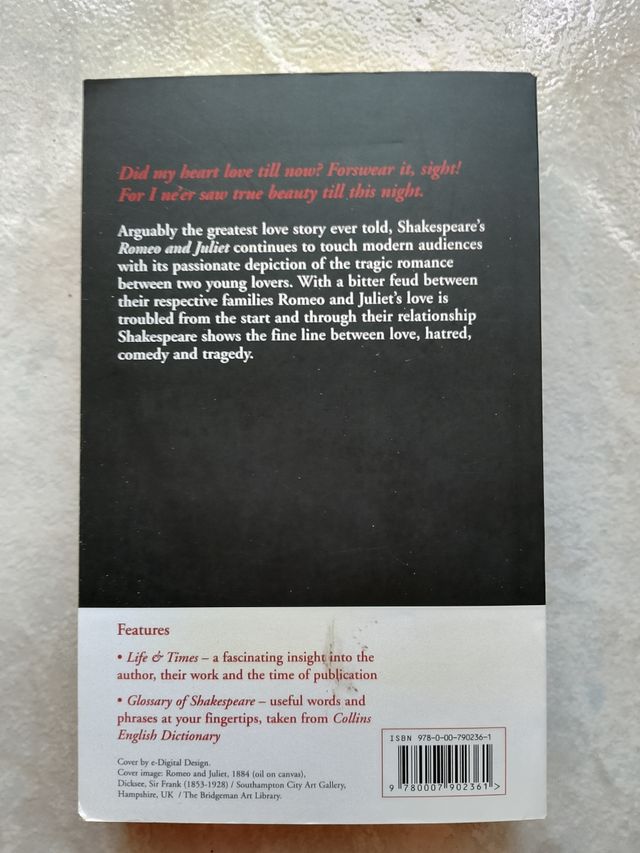 Did my heart love till now? Forswear it, sight!
For I ne'er saw true beauty till this night.
Arguably the greatest love story ever told, Shakespeare's
Romeo and Juliet continues to touch modern audiences
with its passionate depiction of the tragic romance
between two young lovers. With a bitter feud between
their respective families Romeo and Juliet's love is
troubled from the start and through their relationship
Shakespeare shows the fine line between love, hatred,
comedy and tragedy.
Features
• Life & Times – a fascinating insight into the
author, their work and the time of publication
• Glossary of Shakespeare – useful words and
phrases at your fingertips, taken from Collins
English Dictionary
Cover by e-Digital Design.
Cover image: Romeo and Juliet, 1884 (oil on canvas),
Dicksee, Sir Frank (1853-1928) / Southampton City Art Gallery,
Hampshire, UK / The Bridgeman Art Library.
ISBN 978-0-00-790236-1
9 780007 902361 >